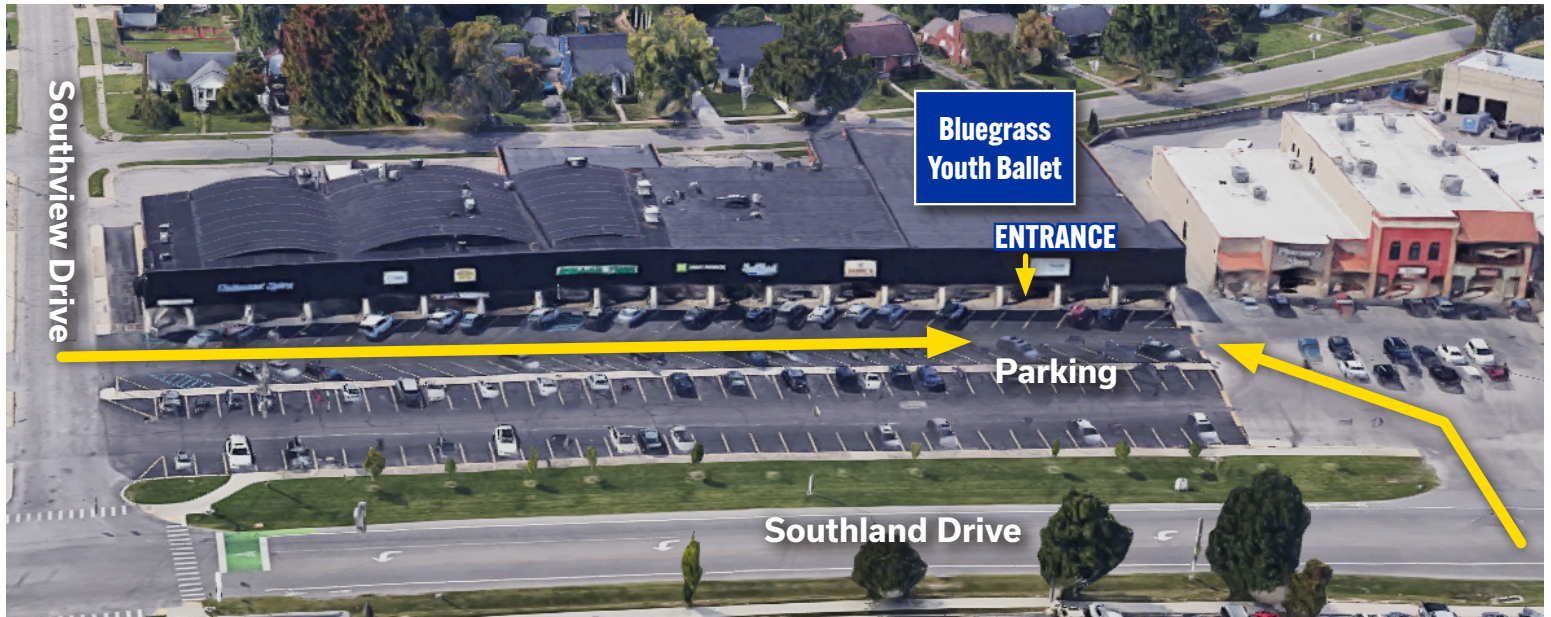 Southview Drive
Bluegrass
Youth Ballet
ENTRANCE
Parking
Southland Drive